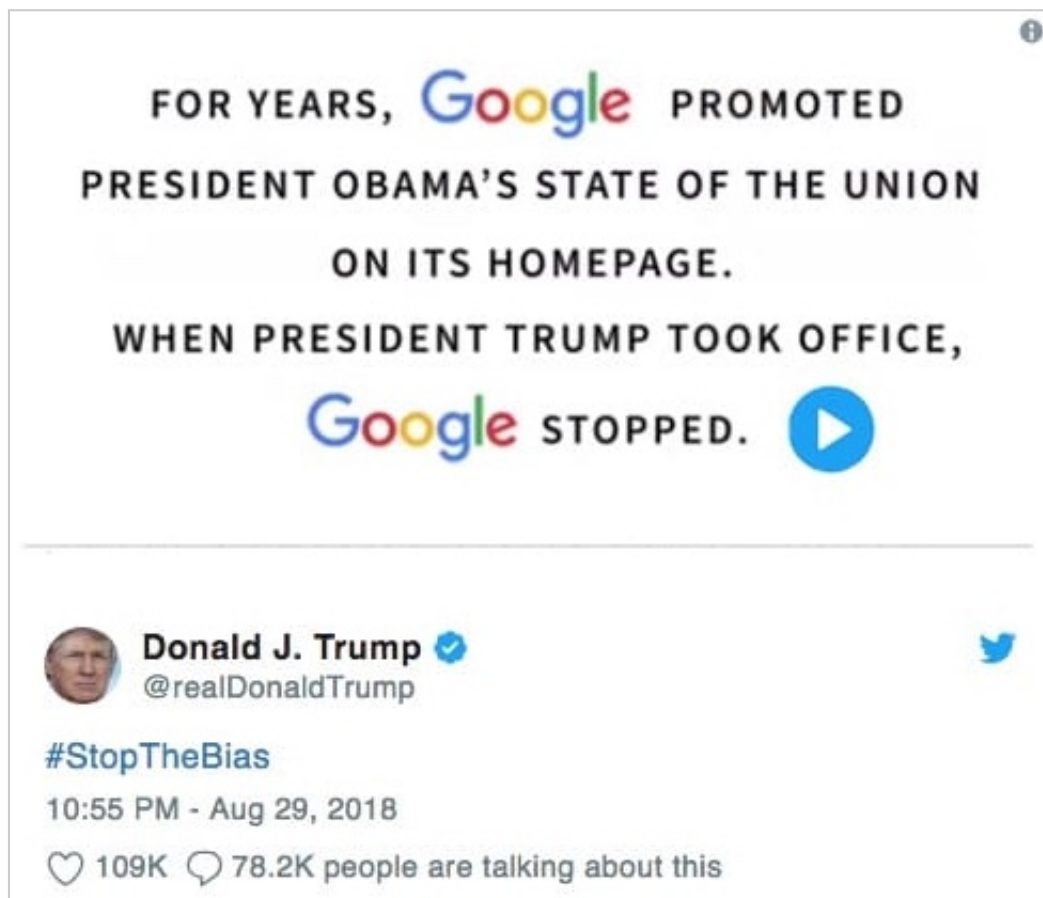 FOR YEARS, Google PROMOTED
PRESIDENT OBAMA'S STATE OF THE UNION
ON ITS HOMEPAGE.
WHEN PRESIDENT TRUMP TOOK OFFICE,
Google STOPPED.
Donald J. Trump
@realDonaldTrump
#StopTheBias
10:55 PM - Aug 29, 2018
109K 78.2K people are talking about this